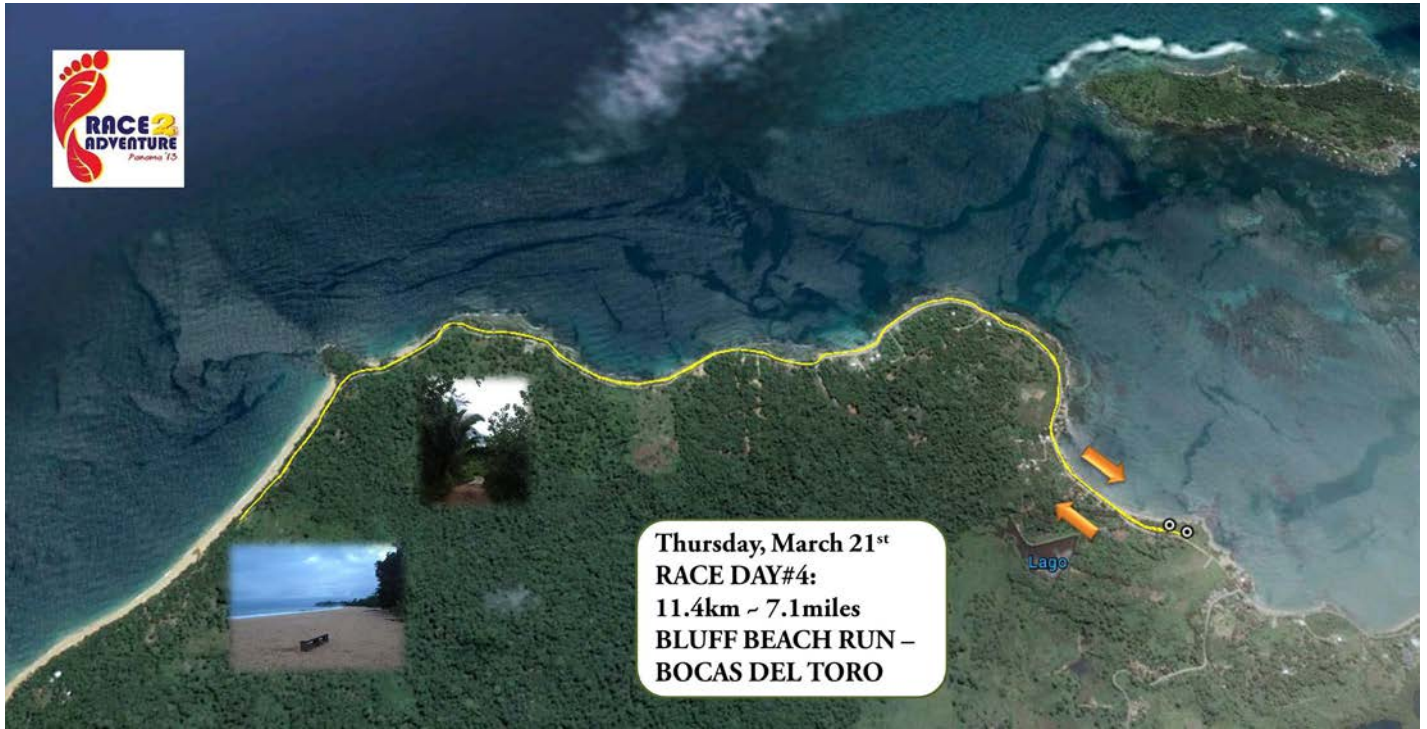 RACE 2
ADVENTURE
Panama '13
Lago
Thursday, March 21st
RACE DAY#4:
11.4km ~ 7.1miles
BLUFF BEACH RUN –
BOCAS DEL TORO